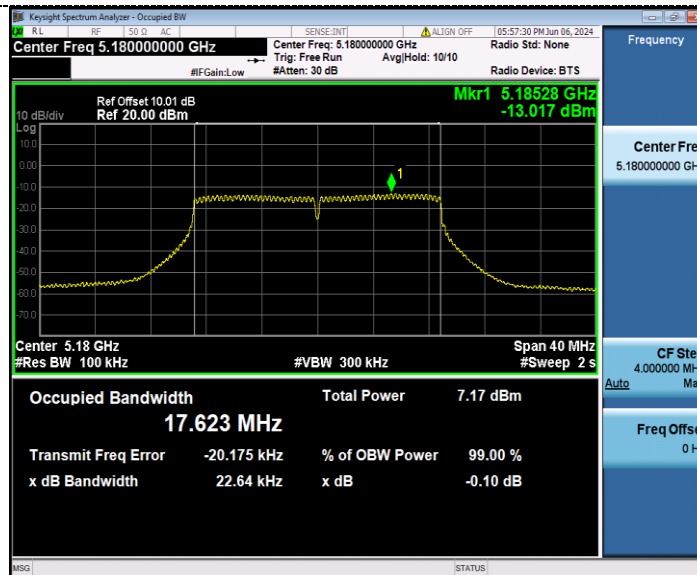 Keysight Spectrum Analyzer - Occupied BW
RL RF 50 Ω AC SENSE:INT ALIGN OFF 05:57:30 PM Jun 06, 2024
Center Freq 5.180000000 GHz
Center Freq: 5.180000000 GHz
Radio Std: None
Trig: Free Run Avg|Hold: 10/10
#IFGain:Low
#Atten: 30 dB
Radio Device: BTS
Frequency
Ref Offset 10.01 dB
Mkr1 5.18528 GHz
10 dB/div Ref 20.00 dBm
-13.017 dBm
Log
10.0
0.00
-10.0
-20.0
-30.0
-40.0
-50.0
-60.0
-70.0
1
Center 5.18 GHz
Span 40 MHz
#Res BW 100 kHz
#VBW 300 kHz
#Sweep 2 s
Occupied Bandwidth
17.623 MHz
Total Power 7.17 dBm
Transmit Freq Error -20.175 kHz
% of OBW Power 99.00 %
x dB Bandwidth 22.64 kHz
x dB -0.10 dB
Center Fre
5.180000000 GH
CF Ste
4.000000 MH
Auto Ma
Freq Offse
0 H
MSG
STATUS